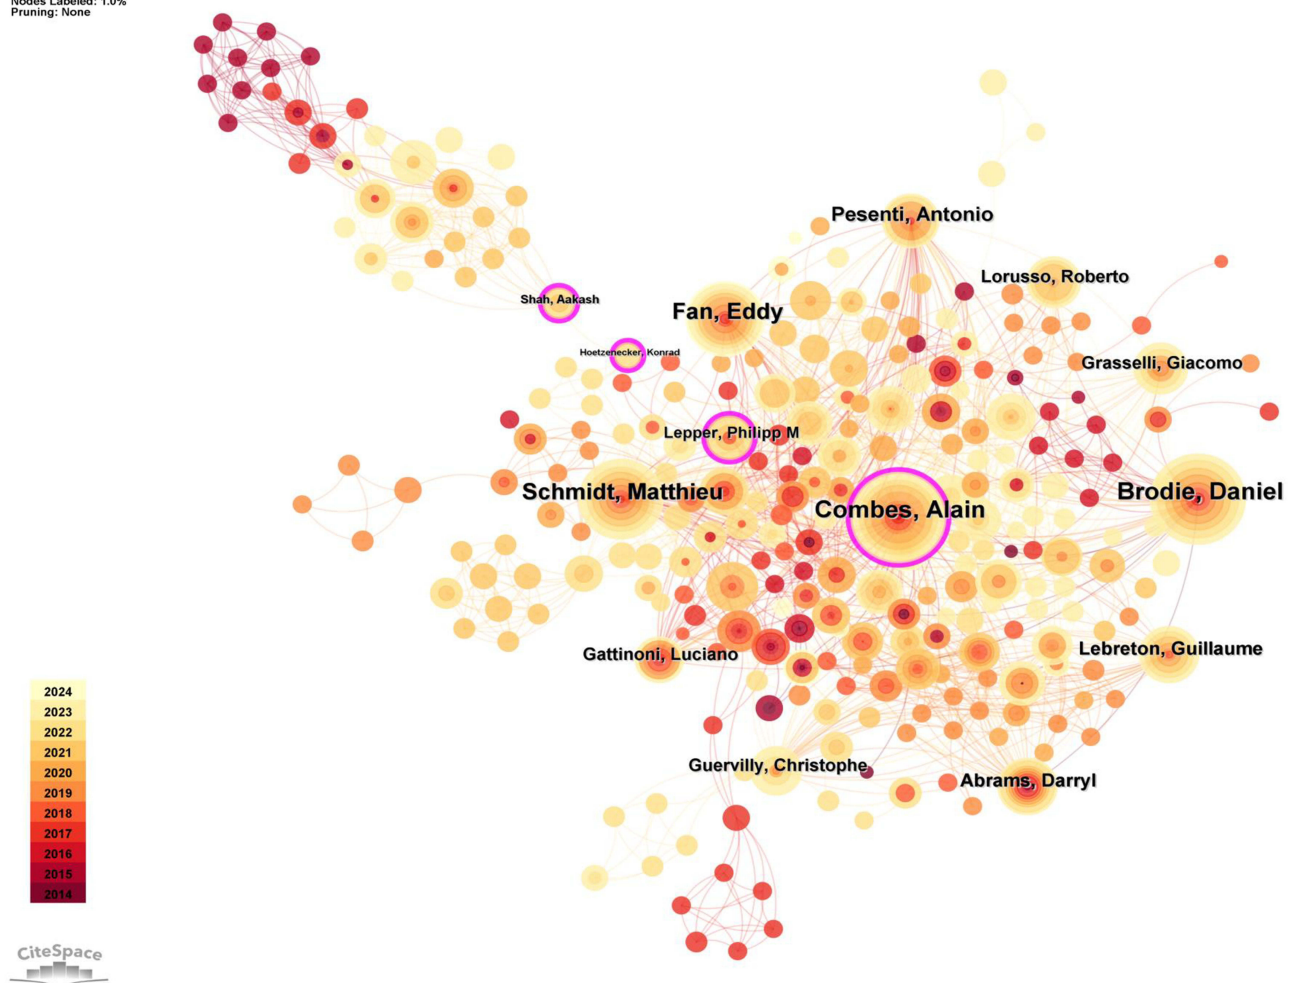 Nodes Labeled: 1.0%
Pruning: None
Pesenti, Antonio
Lorusso, Roberto
Shah, Aakash
Fan, Eddy
Hoetzenecker, Konrad
Grasselli, Giacomo
Lepper, Philipp M
Schmidt, Matthieu
Brodie, Daniel
Combes, Alain
Gattinoni, Luciano
Lebreton, Guillaume
Guervilly, Christophe
Abrams, Darryl
2024
2023
2022
2021
2020
2019
2018
2017
2016
2015
2014
CiteSpace